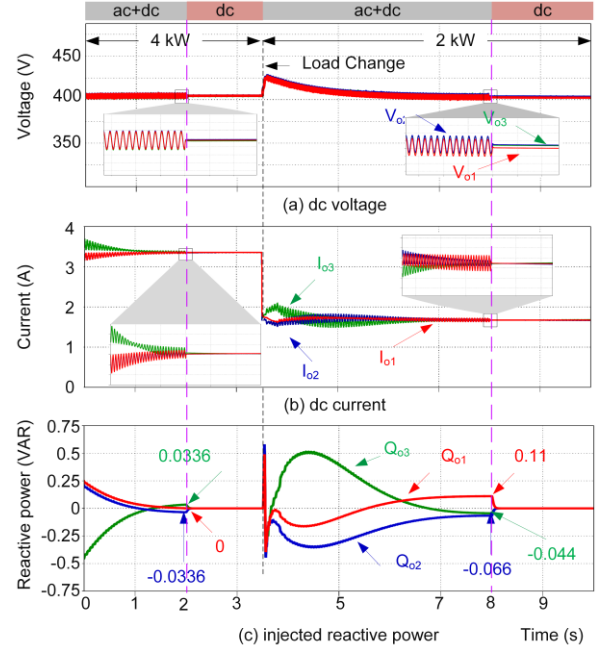 ac+dc dc ac+dc dc
4 kW 2 kW
Load Change
Voltage (V)
450
400
350
Vo: Vo3
Vo1
(a) dc voltage
Current (A)
4
3
2
1
0
Io3
Io2
Io1
(b) dc current
Reactive power (VAR)
0.75
0.5
0.25
0
-0.25
-0.5
-0.75
0.0336
0
-0.0336
Qo3
Qo1
0.11
Qo2
-0.066
-0.044
0 1 2 3 5 7 8 9
(c) injected reactive power Time (s)